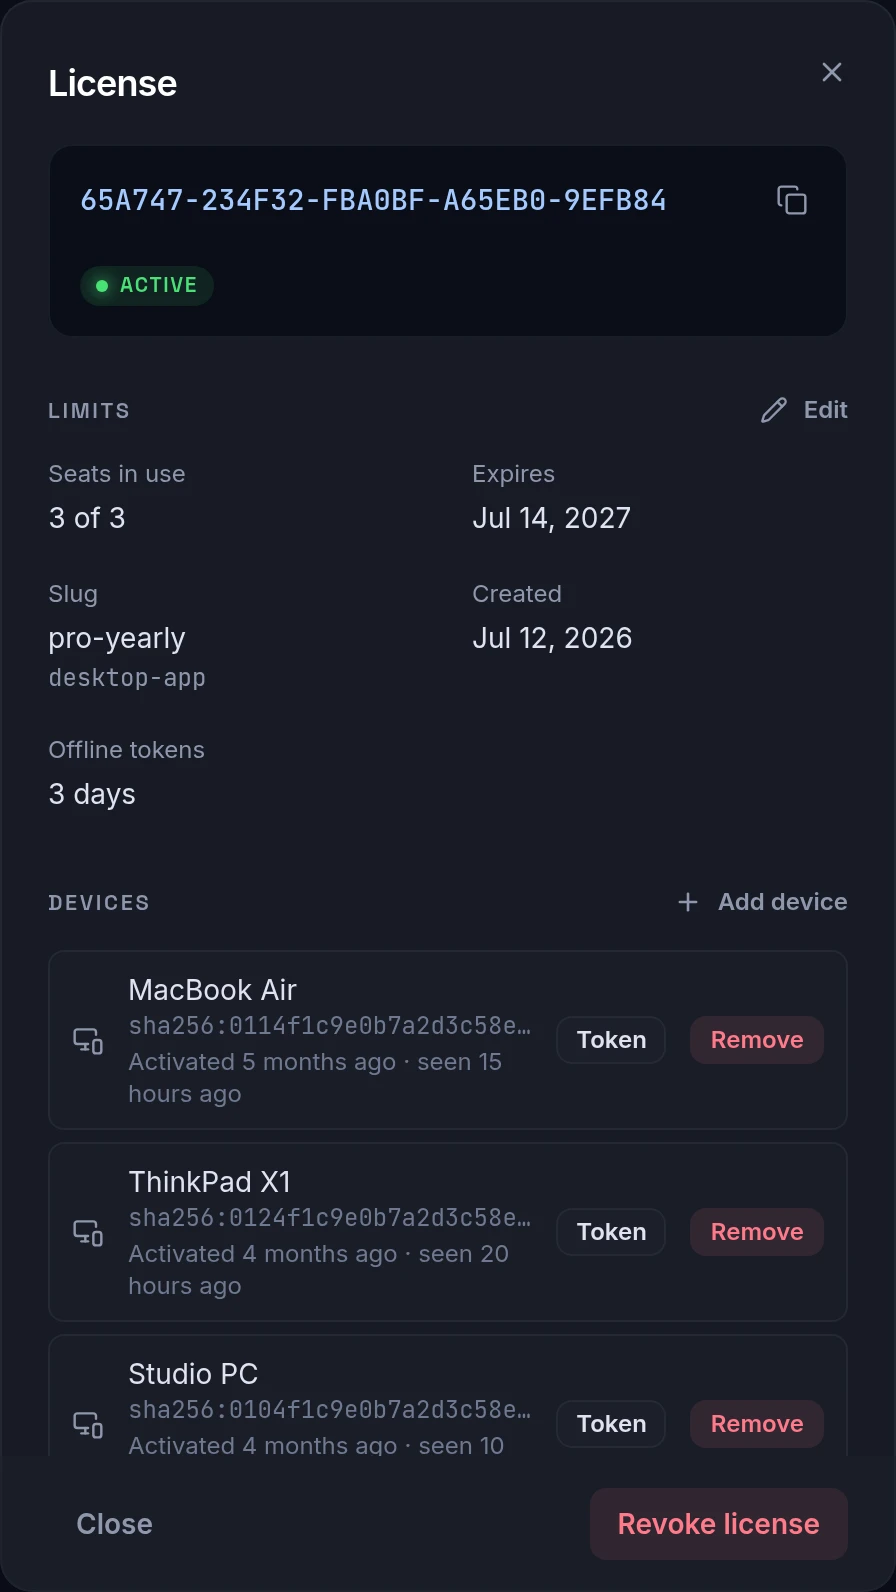 License
65A747-234F32-FBA0BF-A65EB0-9EFB84
ACTIVE
LIMITS
Edit
Seats in use
Expires
3 of 3
Jul 14, 2027
Slug
Created
pro-yearly
Jul 12, 2026
desktop-app
Offline tokens
3 days
DEVICES
Add device
MacBook Air
sha256:0114f1c9e0b7a2d3c58e…
Activated 5 months ago · seen 15
hours ago
Token
Remove
ThinkPad X1
sha256:0124f1c9e0b7a2d3c58e…
Activated 4 months ago · seen 20
hours ago
Token
Remove
Studio PC
sha256:0104f1c9e0b7a2d3c58e…
Activated 4 months ago · seen 10
Token
Remove
Close
Revoke license